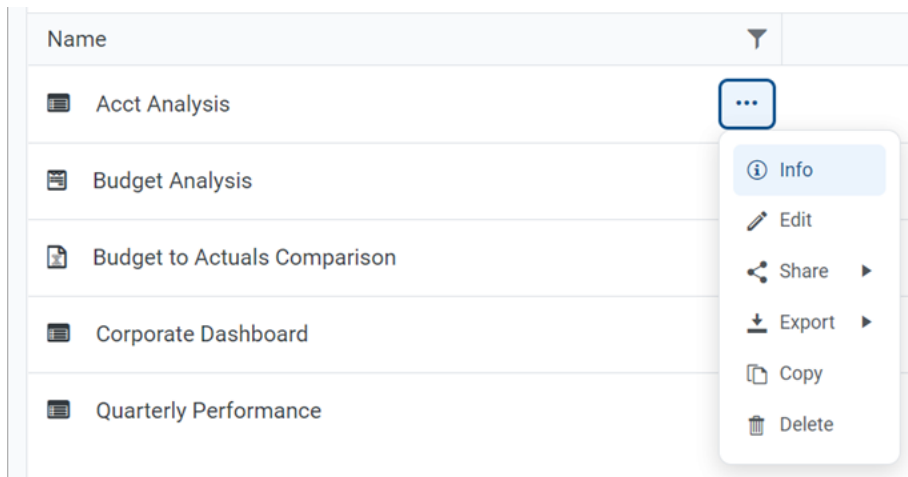 Name
Acct Analysis
Budget Analysis
Budget to Actuals Comparison
Corporate Dashboard
Quarterly Performance
Info
Edit
Share
Export
Copy
Delete